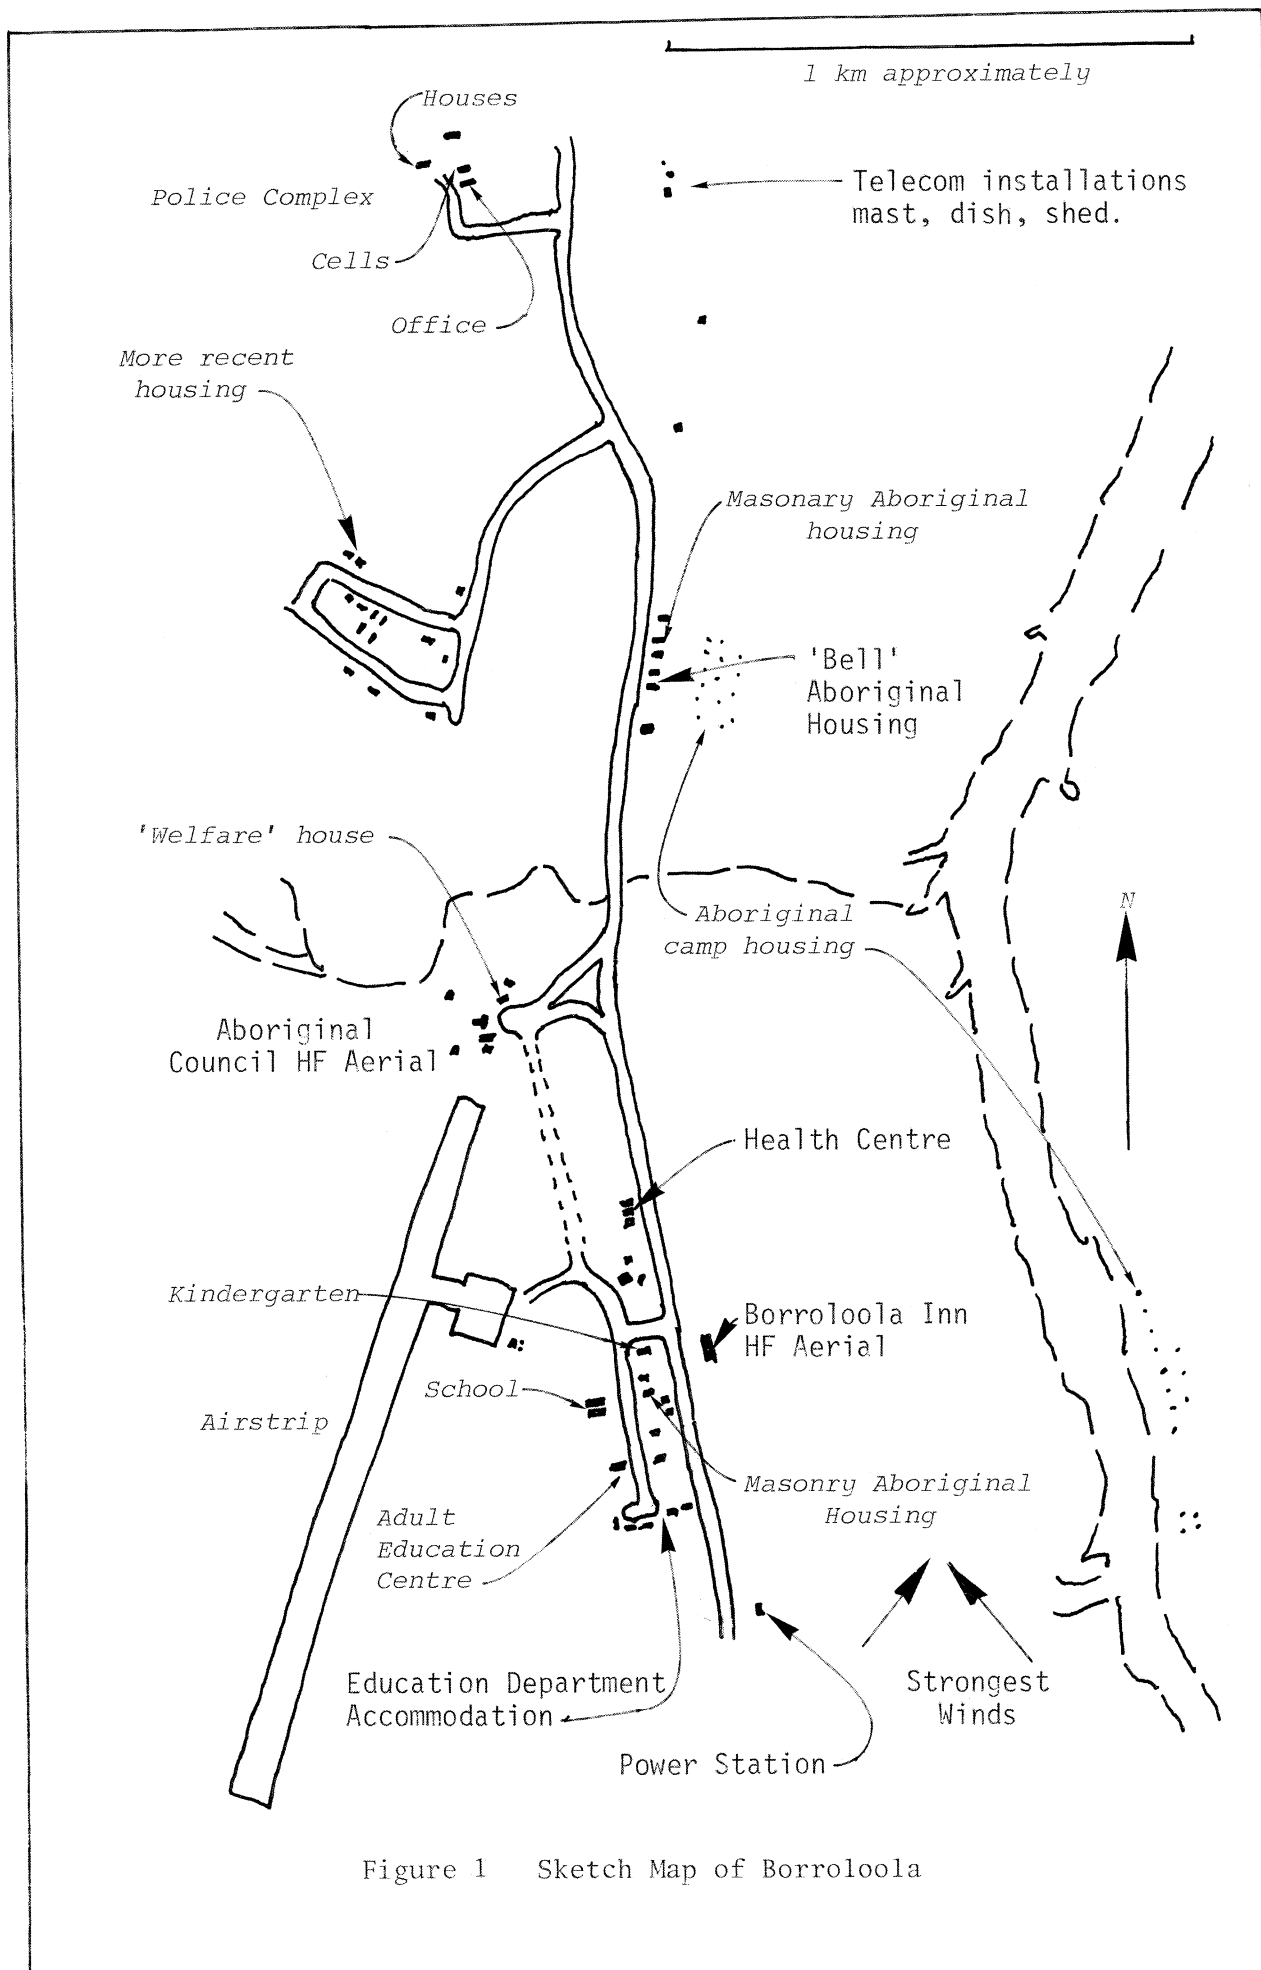 1 km approximately
Houses
Police Complex
Telecom installations
mast, dish, shed.
Cells
Office
More recent
housing
Masonary Aboriginal
housing
'Bell'
Aboriginal
Housing
'Welfare' house
Aboriginal
camp housing
N
Aboriginal
Council HF Aerial
Health Centre
Kindergarten
Borroloola Inn
HF Aerial
School
Airstrip
Masonry Aboriginal
Housing
Adult
Education
Centre
Education Department
Accommodation
Strongest
Winds
Power Station
Figure 1 Sketch Map of Borroloola